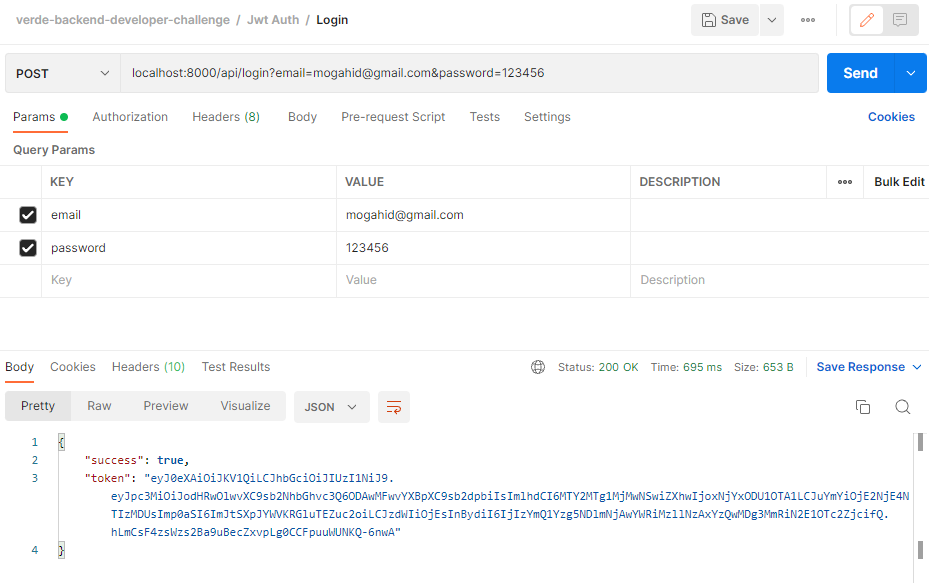 verde-backend-developer-challenge / Jwt Auth / Login
Save
POST
localhost:8000/api/login?email=mogahid@gmail.com&password=123456
Send
Params Authorization Headers (8) Body Pre-request Script Tests Settings Cookies
Query Params
KEY VALUE DESCRIPTION Bulk Edit
email mogahid@gmail.com
password 123456
Key Value Description
Body Cookies Headers (10) Test Results Status: 200 OK Time: 695 ms Size: 653 B Save Response
Pretty Raw Preview Visualize JSON
1 {
2 "success": true,
3 "token": "eyJ0eXAiOiJKV1QiLCJhbGciOiJIUzI1NiJ9.
eyJpc3MiOiJodHRwOlwvXC9sb2NhbGhvc3Q6ODAwMFwvYXBpXC9sb2dpbiIsImlhdCI6MTY2MTg1MjMwNSwiZXhwIjoxNjYxODU1OTA1LCJuYmYiOjE2NjE4N
TIzMDUsImp0aSI6ImJtSXpJYWVKRGluTEZuc2oiLCJzdWIiOjEsInBydiI6IjIzYmQ1Yzg5NDlmNjAwYWRiMzllNzAxYzQwMDg3MmRiN2E1OTc2ZjcifQ.
hLmCsF4zsWzs2Ba9uBecZxvpLg0CCFpuuWUNKQ-6nwA"
4 }